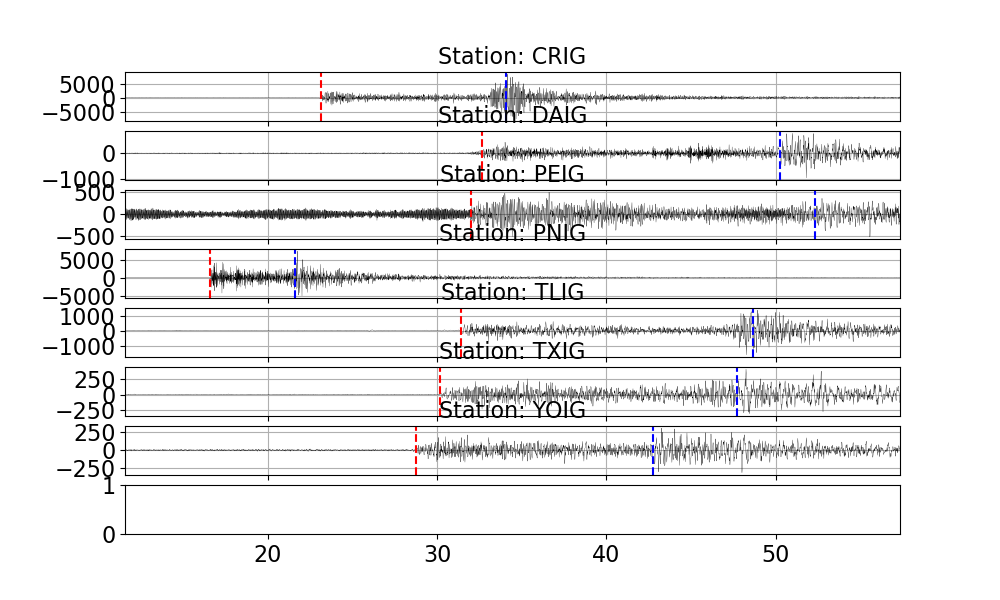 Station: CRIG
5000
0
−5000
Station: DAIG
0
−1000
Station: PEIG
500
0
−500
Station: PNIG
5000
0
−5000
Station: TLIG
1000
0
−1000
Station: TXIG
250
0
−250
Station: YOIG
250
0
−250
1
0
20 30 40 50